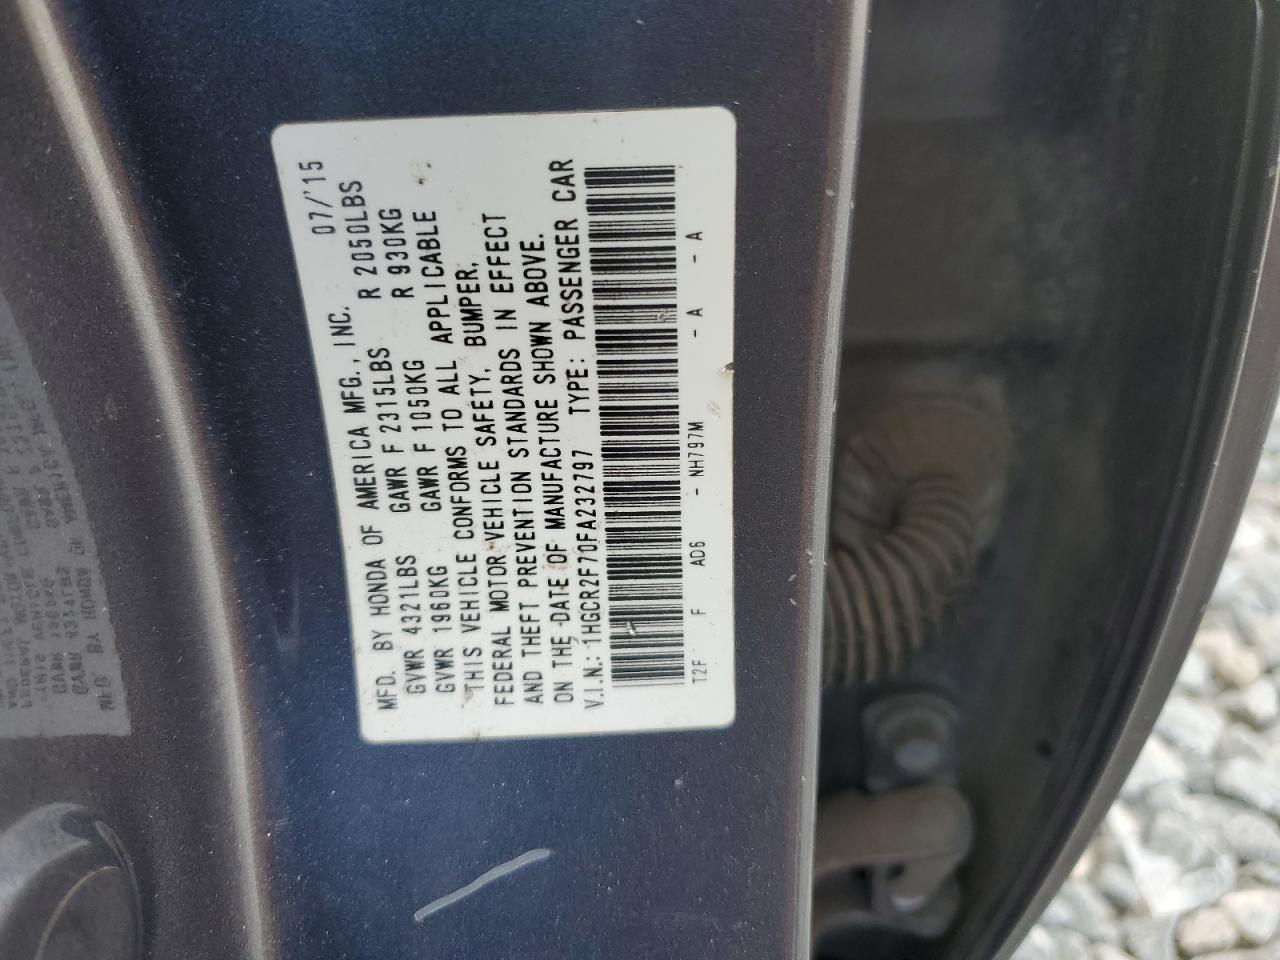 MFD. BY HONDA OF AMERICA MFG., INC. 07/'15
GVWR 4321LBS GAWR F 2315LBS R 2050LBS
GVWR 1960KG GAWR F 1050KG R 930KG
THIS VEHICLE CONFORMS TO ALL APPLICABLE
FEDERAL MOTOR VEHICLE SAFETY, BUMPER,
AND THEFT PREVENTION STANDARDS IN EFFECT
ON THE DATE OF MANUFACTURE SHOWN ABOVE.
V.I.N.: 1HGCR2F70FA232797 TYPE: PASSENGER CAR
T2F F AD6 - NH797M - A - A